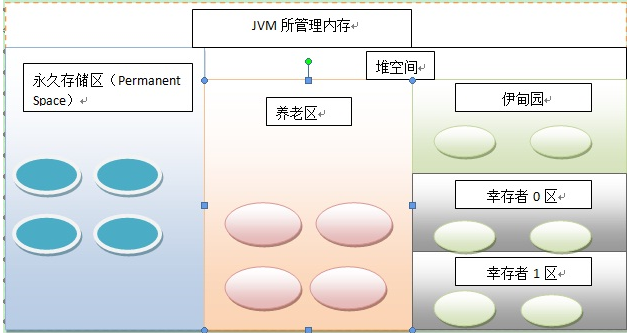 JVM 所管理内存
堆空间
永久存储区（Permanent
Space）
养老区
伊甸园
幸存者 0 区
幸存者 1 区